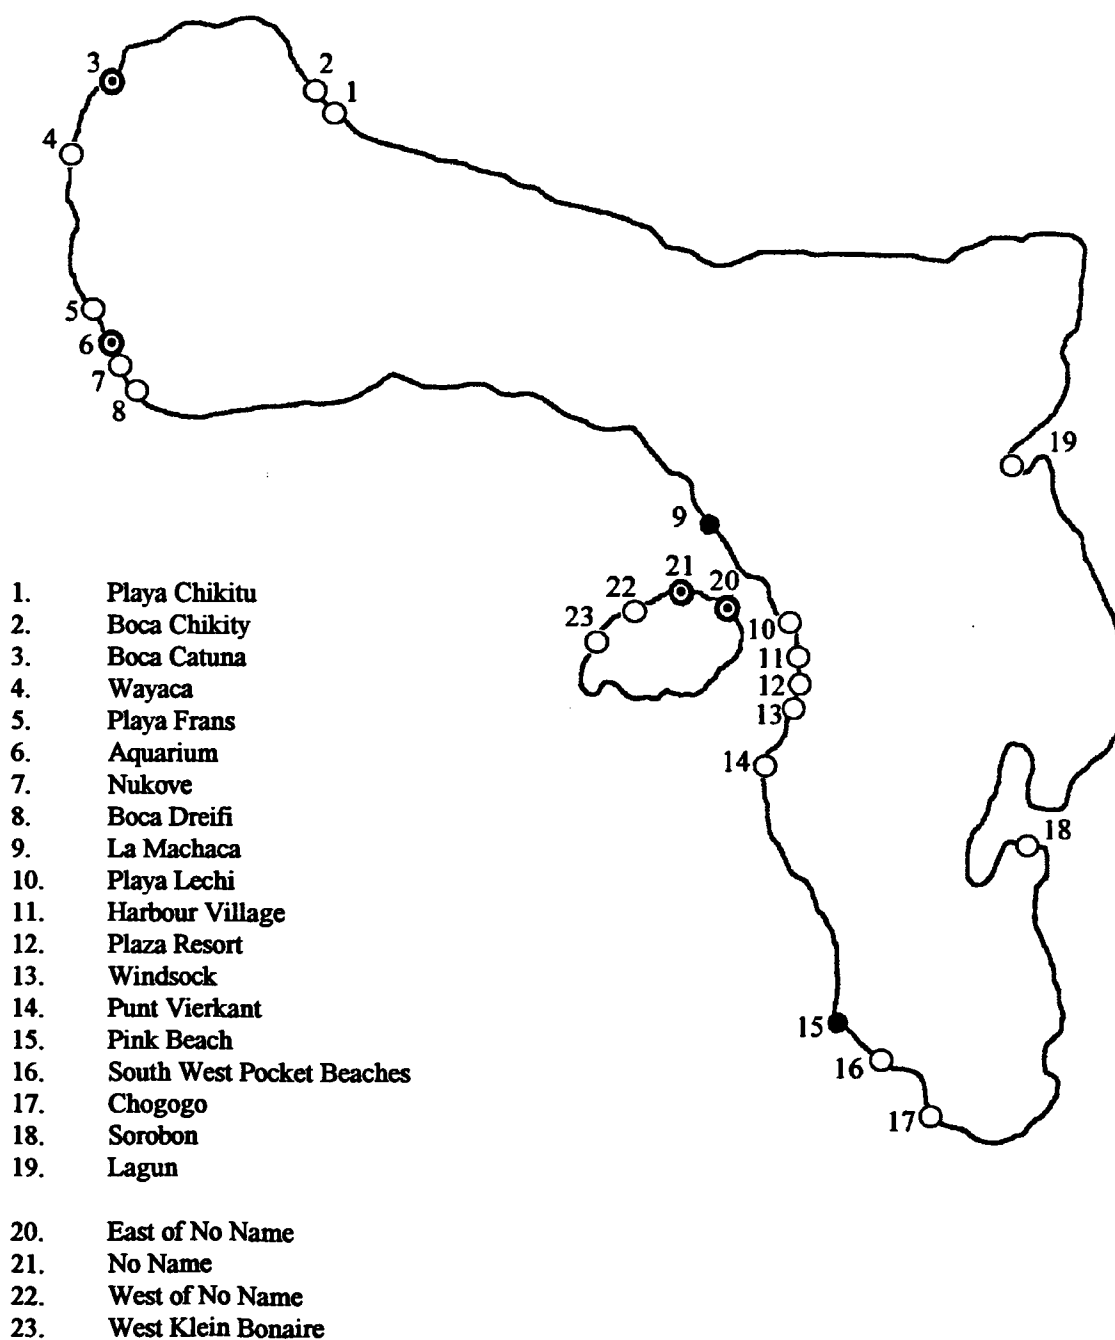 3
2
1
4
5
6
7
8
19
9
21
20
22
23
10
11
12
13
14
18
15
16
17
1. Playa Chikitu
2. Boca Chikity
3. Boca Catuna
4. Wayaca
5. Playa Frans
6. Aquarium
7. Nukove
8. Boca Dreifi
9. La Machaca
10. Playa Lechi
11. Harbour Village
12. Plaza Resort
13. Windsock
14. Punt Vierkant
15. Pink Beach
16. South West Pocket Beaches
17. Chogogo
18. Sorobon
19. Lagun
20. East of No Name
21. No Name
22. West of No Name
23. West Klein Bonaire